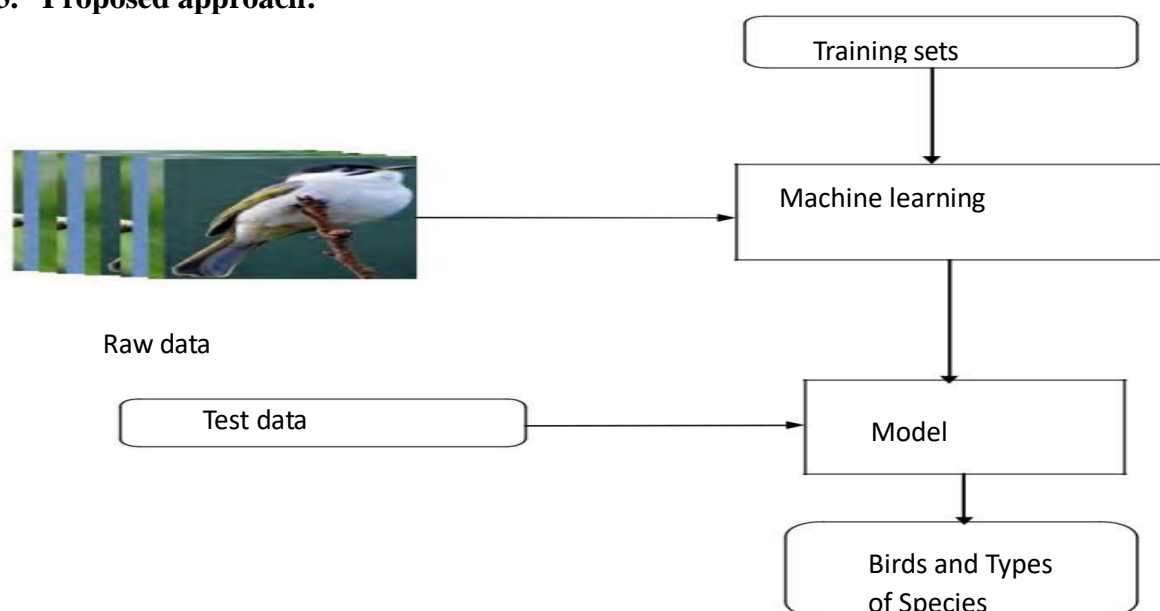 Proposed approach:
Training sets
Machine learning
Raw data
Test data
Model
Birds and Types
of Species